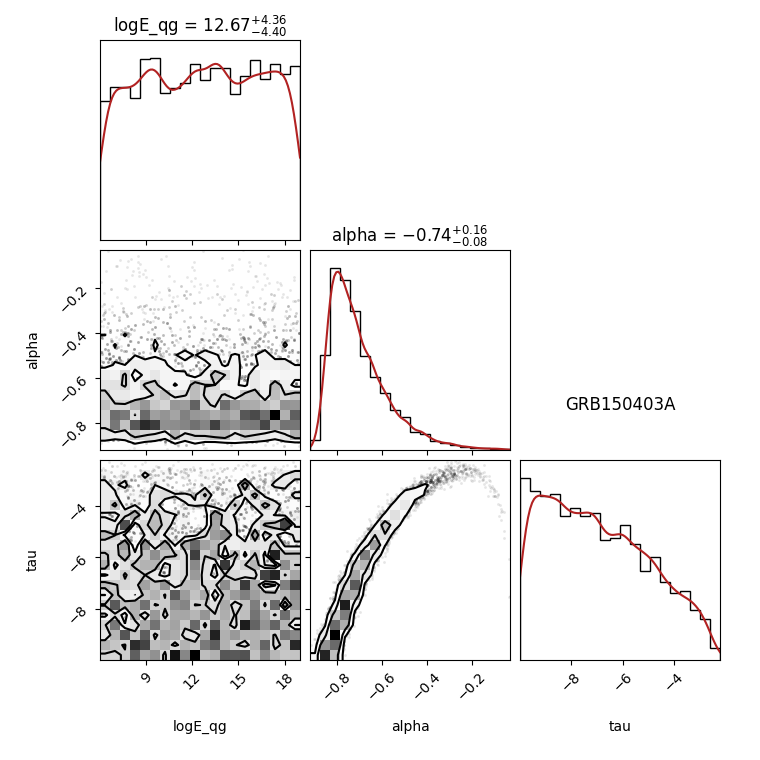 logE_qg = 12.67+4.36−4.40
alpha = −0.74+0.16−0.08
−0.2
−0.4
−0.6
−0.8
alpha
GRB150403A
−4
−6
−8
tau
9 12 15 18
−0.8 −0.6 −0.4 −0.2
−8 −6 −4
logE_qg alpha tau